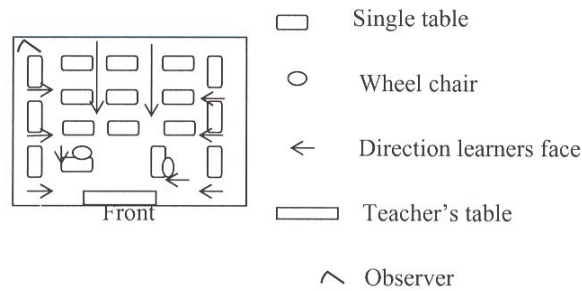 Single table
Wheel chair
Direction learners face
Front
Teacher's table
Observer